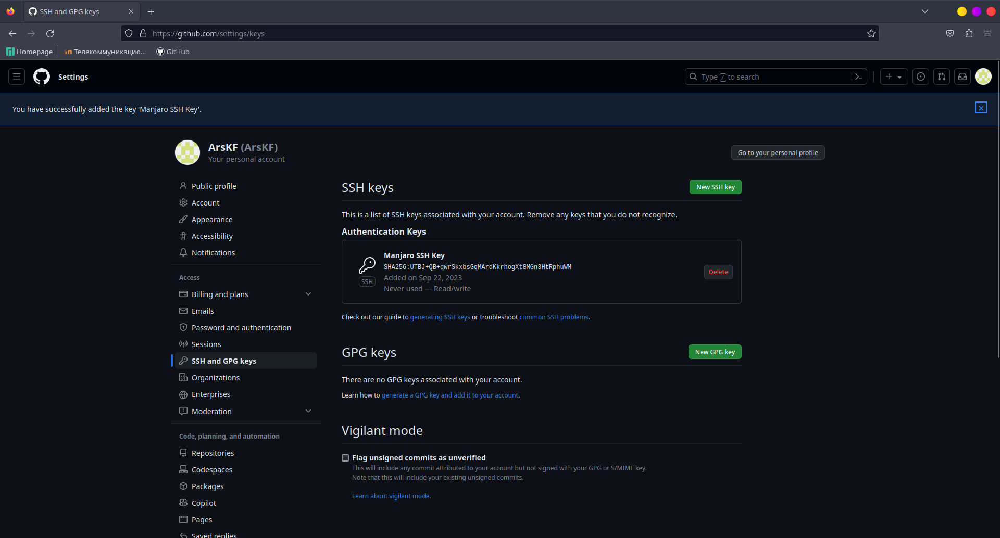 SSH and GPG keys
https://github.com/settings/keys
Homepage
Телекоммуникацио...
GitHub
Settings
Type / to search
You have successfully added the key 'Manjaro SSH Key'.
ArsKF (ArsKF)
Your personal account
Go to your personal profile
Public profile
Account
Appearance
Accessibility
Notifications
Access
Billing and plans
Emails
Password and authentication
Sessions
SSH and GPG keys
Organizations
Enterprises
Moderation
Code, planning, and automation
Repositories
Codespaces
Packages
Copilot
Pages
Saved replies
SSH keys
New SSH key
This is a list of SSH keys associated with your account. Remove any keys that you do not recognize.
Authentication Keys
Manjaro SSH Key
SHA256:UTBJ+QB+qwrSkxbsGqMArdKkrhogXt8MGn3HtRphuWM
Added on Sep 22, 2023
Never used — Read/write
SSH
Delete
Check out our guide to generating SSH keys or troubleshoot common SSH problems.
GPG keys
New GPG key
There are no GPG keys associated with your account.
Learn how to generate a GPG key and add it to your account.
Vigilant mode
Flag unsigned commits as unverified
This will include any commit attributed to your account but not signed with your GPG or S/MIME key.
Note that this will include your existing unsigned commits.
Learn about vigilant mode.